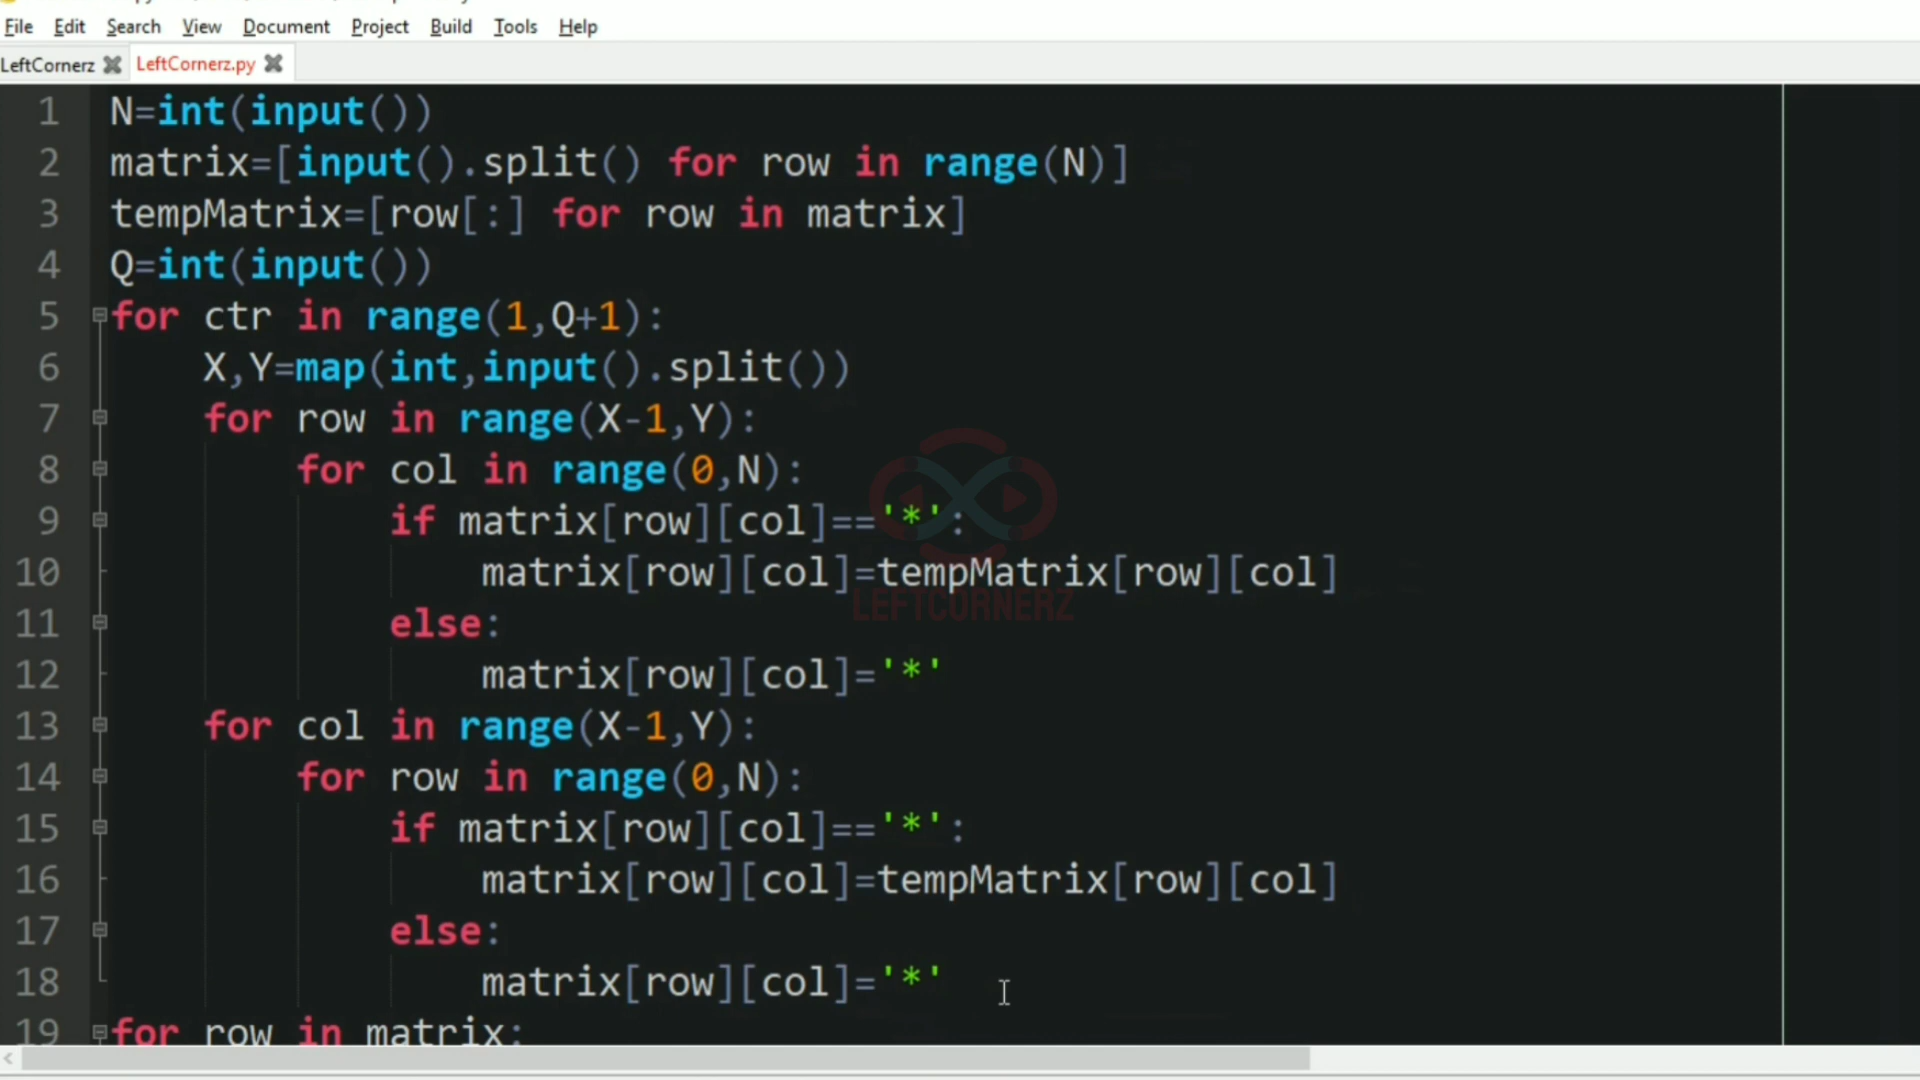 File Edit Search View Document Project Build Tools Help
LeftCornerz LeftCornerz.py
1 N=int(input())
2 matrix=[input().split() for row in range(N)]
3 tempMatrix=[row[:] for row in matrix]
4 Q=int(input())
5 for ctr in range(1,Q+1):
6 X,Y=map(int,input().split())
7 for row in range(X-1,Y):
8 for col in range(0,N):
9 if matrix[row][col]=='*':
10 matrix[row][col]=tempMatrix[row][col]
LEFTCORNERZ
11 else:
12 matrix[row][col]='*'
13 for col in range(X-1,Y):
14 for row in range(0,N):
15 if matrix[row][col]=='*':
16 matrix[row][col]=tempMatrix[row][col]
17 else:
18 matrix[row][col]='*'
19 for row in matrix: